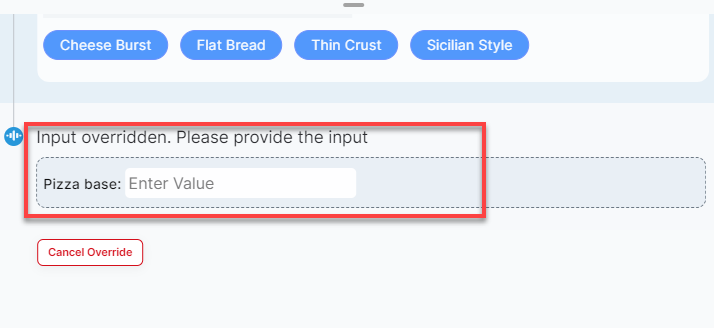 Cheese Burst Flat Bread Thin Crust Sicilian Style
Input overridden. Please provide the input
Pizza base: Enter Value
Cancel Override